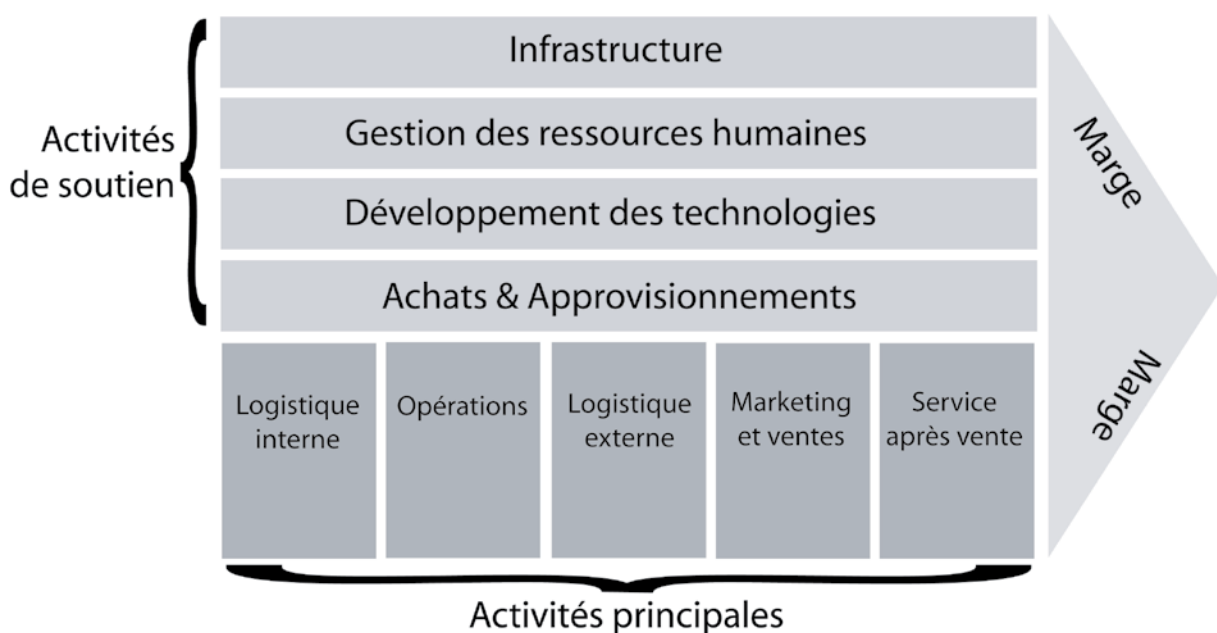 Activités
de soutien
Infrastructure
Gestion des ressources humaines
Développement des technologies
Achats & Approvisionnements
Logistique
interne
Opérations
Logistique
externe
Marketing
et ventes
Service
après vente
Marge
Marge
Activités principales